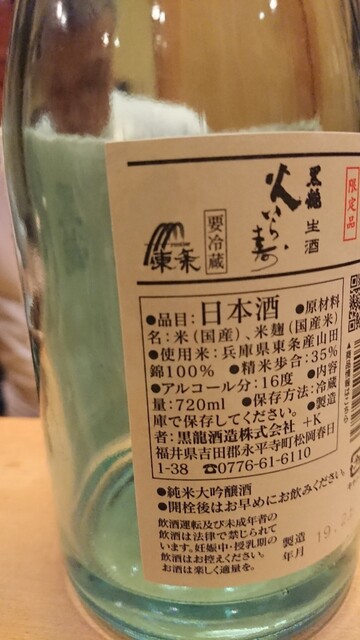 限定品
黒龍
生酒
火いら寿
要冷蔵
東条
●品目：日本酒 ●原材料
名：米（国産）、米麹（国産米）
●使用米：兵庫県東条産山田
錦100% ●精米歩合：35%
●アルコール分：16度 ●内容
量：720ml ●保存方法：冷蔵
庫で保存してください。●製造
者：黒龍酒造株式会社 +K
福井県吉田郡永平寺町松岡春日
1-38 ☎0776-61-6110
▲商品情報はこちら
●純米大吟醸酒
●開栓後はお早めにお飲みください。
飲酒運転及び未成年者の
飲酒は法律で禁じられて
います。妊娠中・授乳期の
飲酒はお控えください。
お酒は楽しく適量を。
製造
年月
19.